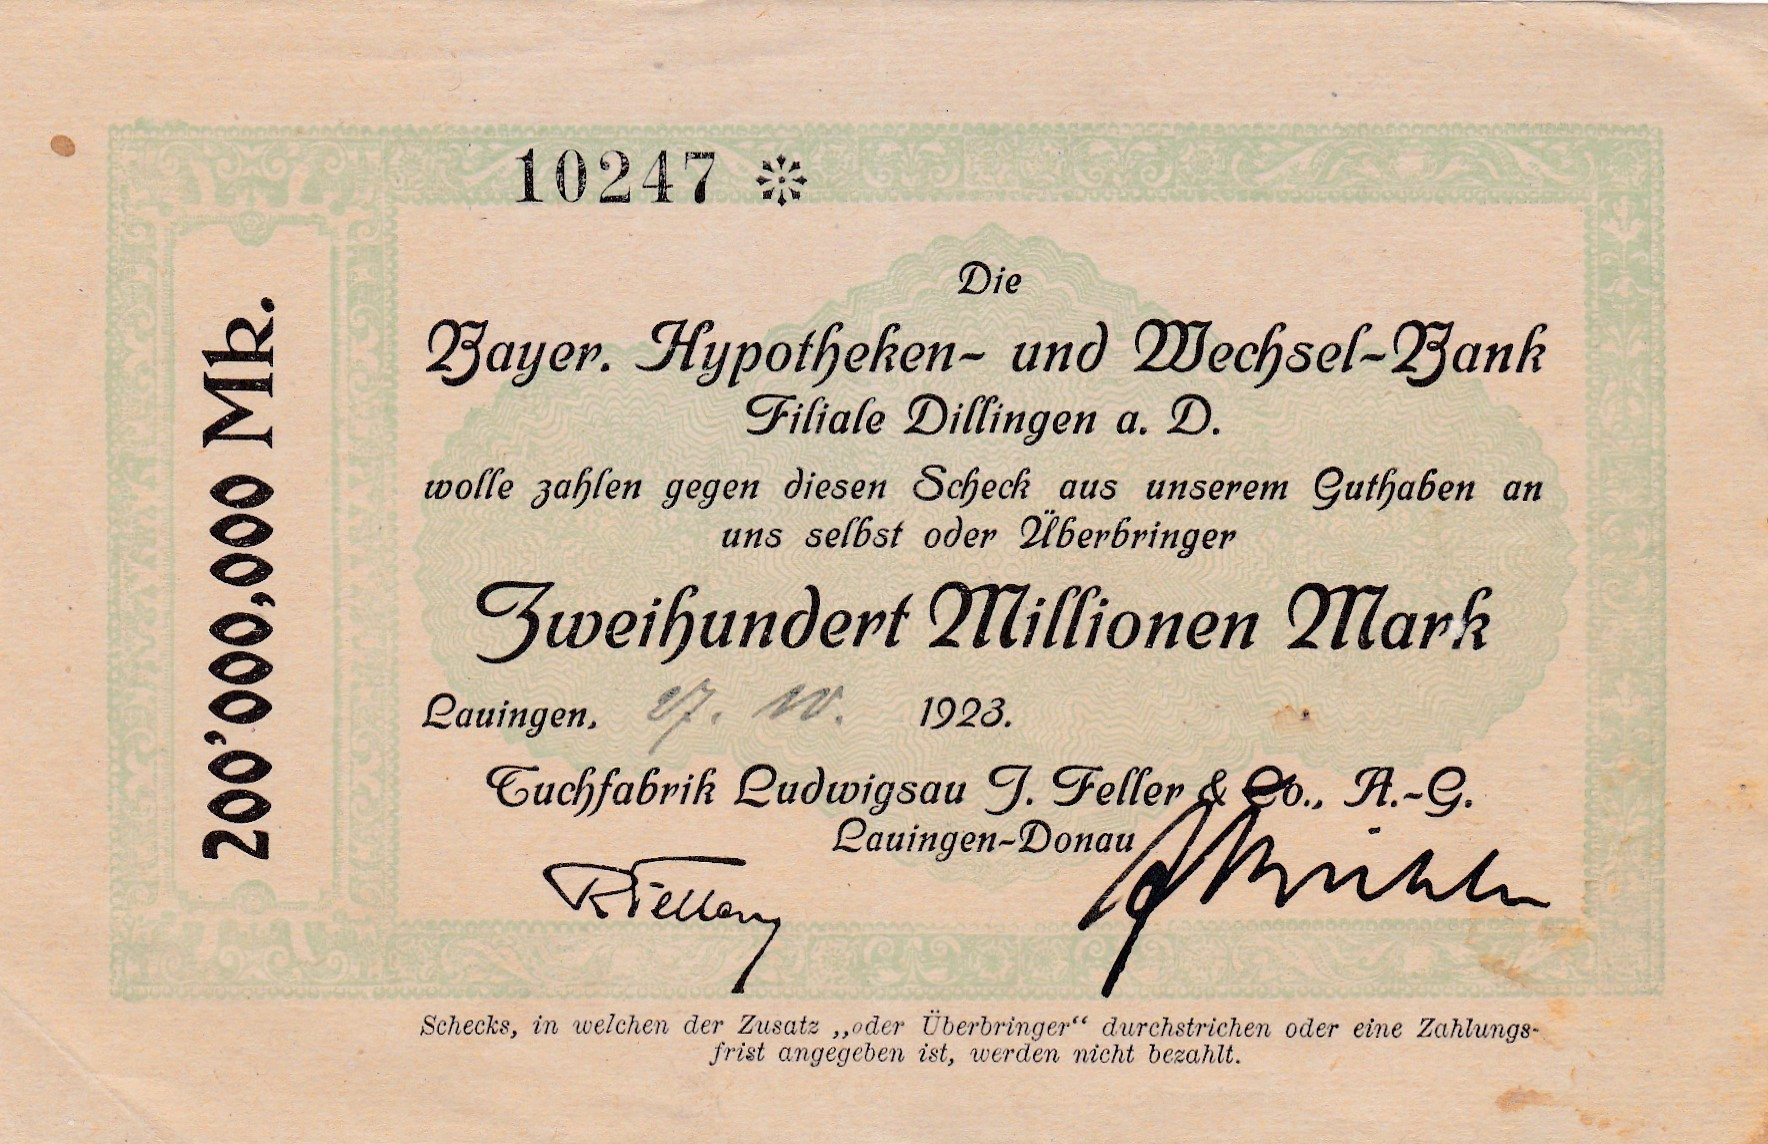 10247
200'000,000 Mk.
Die
Bayer. Hypotheken- und Wechsel-Bank
Filiale Dillingen a. D.
wolle zahlen gegen diesen Scheck aus unserem Guthaben an
uns selbst oder Überbringer
Zweihundert Millionen Mark
Lauingen, 27. 10. 1923.
Tuchfabrik Ludwigsau J. Feller & Co., A.-G.
Lauingen-Donau
Schecks, in welchen der Zusatz „oder Überbringer“ durchstrichen oder eine Zahlungs-
frist angegeben ist, werden nicht bezahlt.